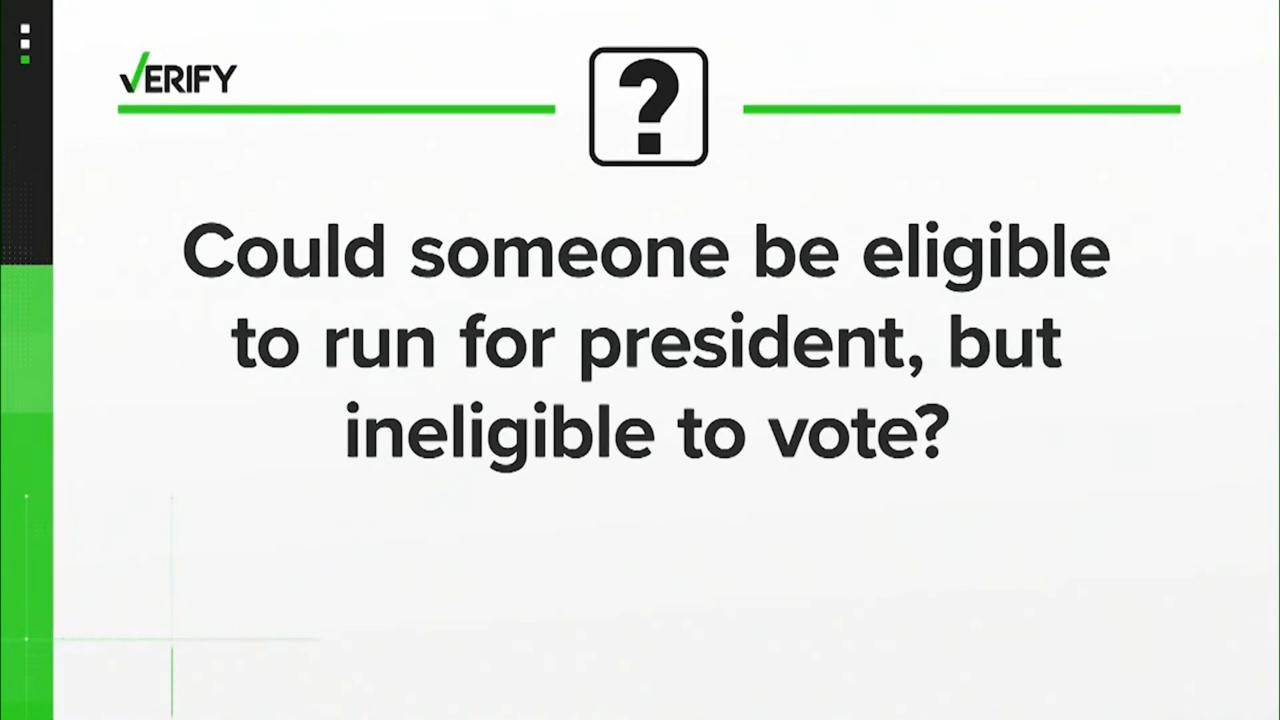 VERIFY
?
Could someone be eligible
to run for president, but
ineligible to vote?